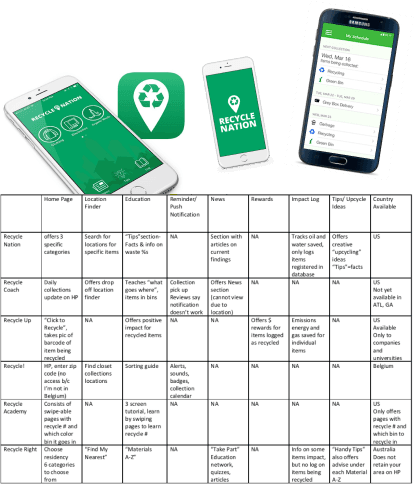 RECYCLE NATION
RECYCLE
NATION
My Schedule
Wed, Mar 16
Items being collected:
Recycling
Green Bin
Grey Box Delivery
Garbage
Recycling
Green Bin
Home Page
Location
Finder
Education
Reminder/
Push
Notification
News
Rewards
Impact Log
Tips/ Upcycle
Ideas
Country
Available
Recycle
Nation
offers 3
specific
categories
Search for
locations for
specific items
"Tips"section-
Facts & info on
waste %s
NA
Section with
articles on
current
findings
NA
Tracks oil and
water saved,
only logs
items
registered in
database
Offers
creative
"upcycling"
ideas
"Tips"=facts
US
Recycle
Coach
Daily
collections
update on HP
Offers drop
off location
finder
Teaches "what
goes where",
items in bins
Collection
pick up
Reviews say
notification
doesn't work
Offers News
section
(cannot view
due to
location)
NA
NA
NA
US
Not yet
available in
ATL, GA
Recycle Up
"Click to
Recycle",
takes pic of
barcode of
item being
recycled
NA
Offers positive
impact for
recycled items
NA
NA
Offers $
rewards for
items logged
as recycled
Emissions
energy and
gas saved for
individual
items
NA
US
Available
Only to
companies
and
universities
Recycle!
HP, enter zip
code (no
access b/c
I'm not in
Belgium)
Find closet
collections
locations
Sorting guide
Alerts,
sounds,
badges,
collection
calendar
NA
NA
NA
NA
Belgium
Recycle
Academy
Consists of
swipe-able
pages with
recycle # and
which color
bin it goes in
NA
3 screen
tutorial,
learn by
swiping pages
to learn
recycle #
NA
NA
NA
NA
NA
US
Only offers
pages with
recycle # and
which bin to
recycle in
Recycle Right
Choose
residency
6 categories
to choose
from
"Find My
Nearest"
"Materials
A-Z"
NA
"Take Part"
Education
network,
quizzes,
articles
NA
Info on some
items impact,
but no log on
items being
recycled
"Handy Tips"
also offers
advise under
each Material
A-Z
Australia
Does not
retain your
area on HP